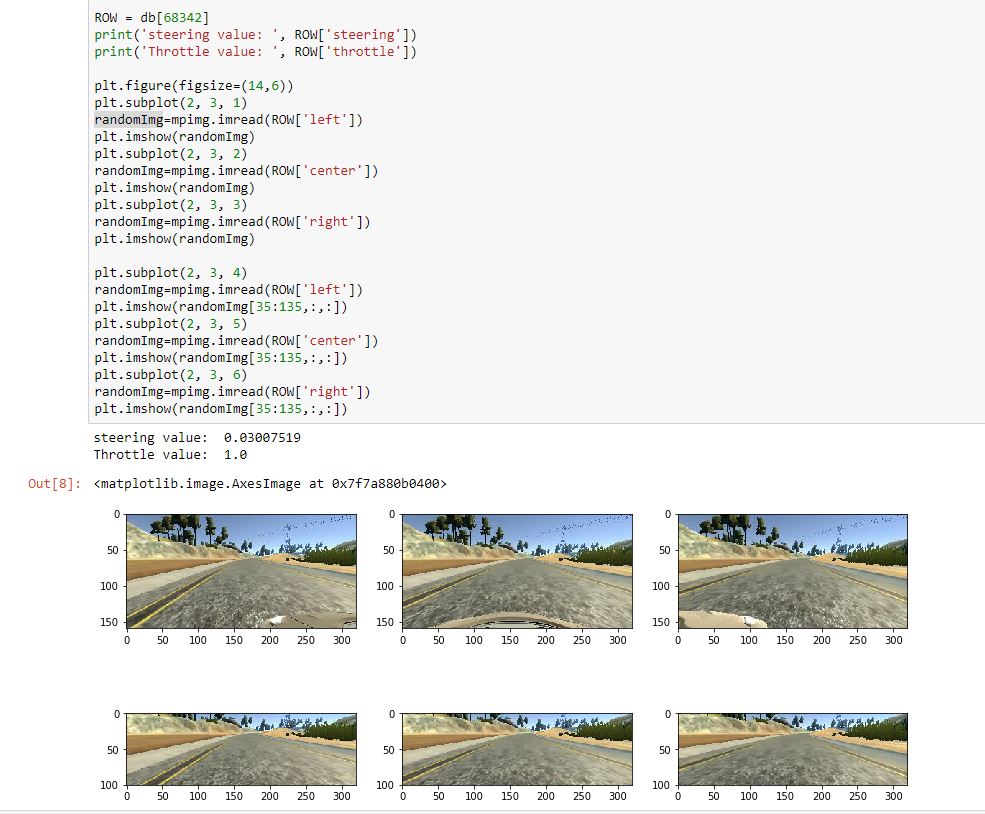 ROW = db[68342]
print('steering value: ', ROW['steering'])
print('Throttle value: ', ROW['throttle'])
plt.figure(figsize=(14,6))
plt.subplot(2, 3, 1)
randomImg=mpimg.imread(ROW['left'])
plt.imshow(randomImg)
plt.subplot(2, 3, 2)
randomImg=mpimg.imread(ROW['center'])
plt.imshow(randomImg)
plt.subplot(2, 3, 3)
randomImg=mpimg.imread(ROW['right'])
plt.imshow(randomImg)
plt.subplot(2, 3, 4)
randomImg=mpimg.imread(ROW['left'])
plt.imshow(randomImg[35:135,:,:])
plt.subplot(2, 3, 5)
randomImg=mpimg.imread(ROW['center'])
plt.imshow(randomImg[35:135,:,:])
plt.subplot(2, 3, 6)
randomImg=mpimg.imread(ROW['right'])
plt.imshow(randomImg[35:135,:,:])
steering value:  0.03007519
Throttle value:  1.0
Out[8]: <matplotlib.image.AxesImage at 0x7f7a880b0400>
0 0 0
50 50 50
100 100 100
150 150 150
0 50 100 150 200 250 300 0 50 100 150 200 250 300 0 50 100 150 200 250 300
0 0 0
50 50 50
100 100 100
0 50 100 150 200 250 300 0 50 100 150 200 250 300 0 50 100 150 200 250 300